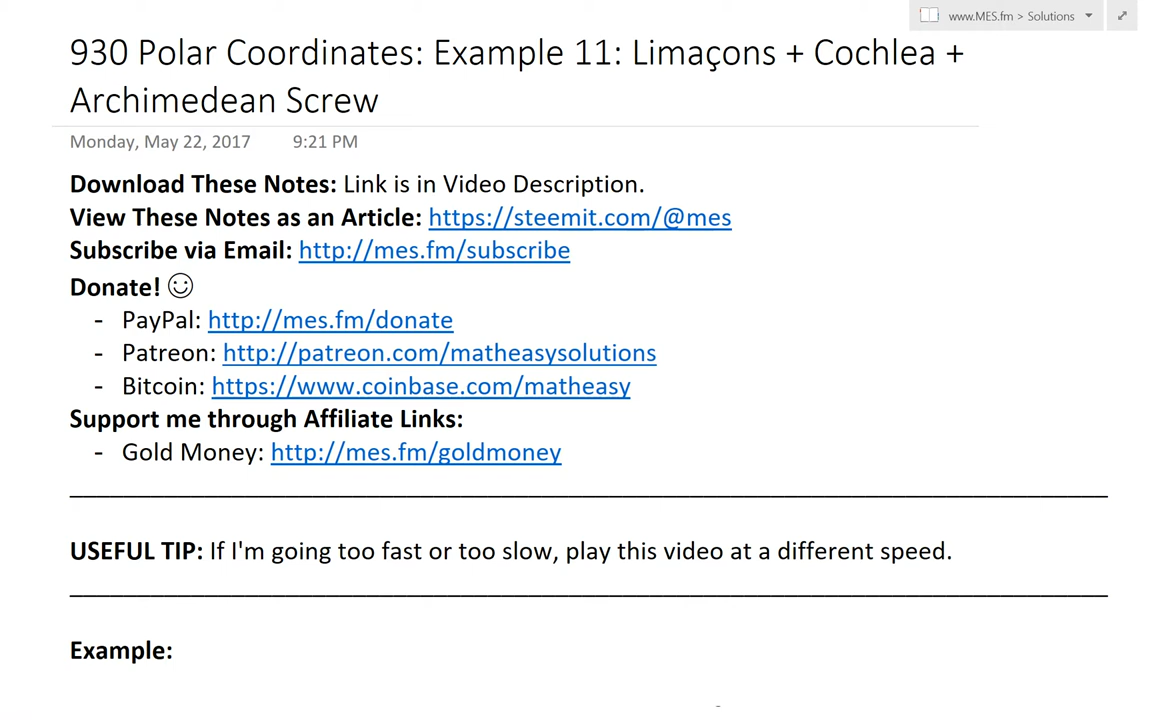 www.MES.fm > Solutions
930 Polar Coordinates: Example 11: Limaçons + Cochlea +
Archimedean Screw
Monday, May 22, 2017 9:21 PM
Download These Notes: Link is in Video Description.
View These Notes as an Article: https://steemit.com/@mes
Subscribe via Email: http://mes.fm/subscribe
Donate!
- PayPal: http://mes.fm/donate
- Patreon: http://patreon.com/matheasysolutions
- Bitcoin: https://www.coinbase.com/matheasy
Support me through Affiliate Links:
- Gold Money: http://mes.fm/goldmoney
USEFUL TIP: If I'm going too fast or too slow, play this video at a different speed.
Example: